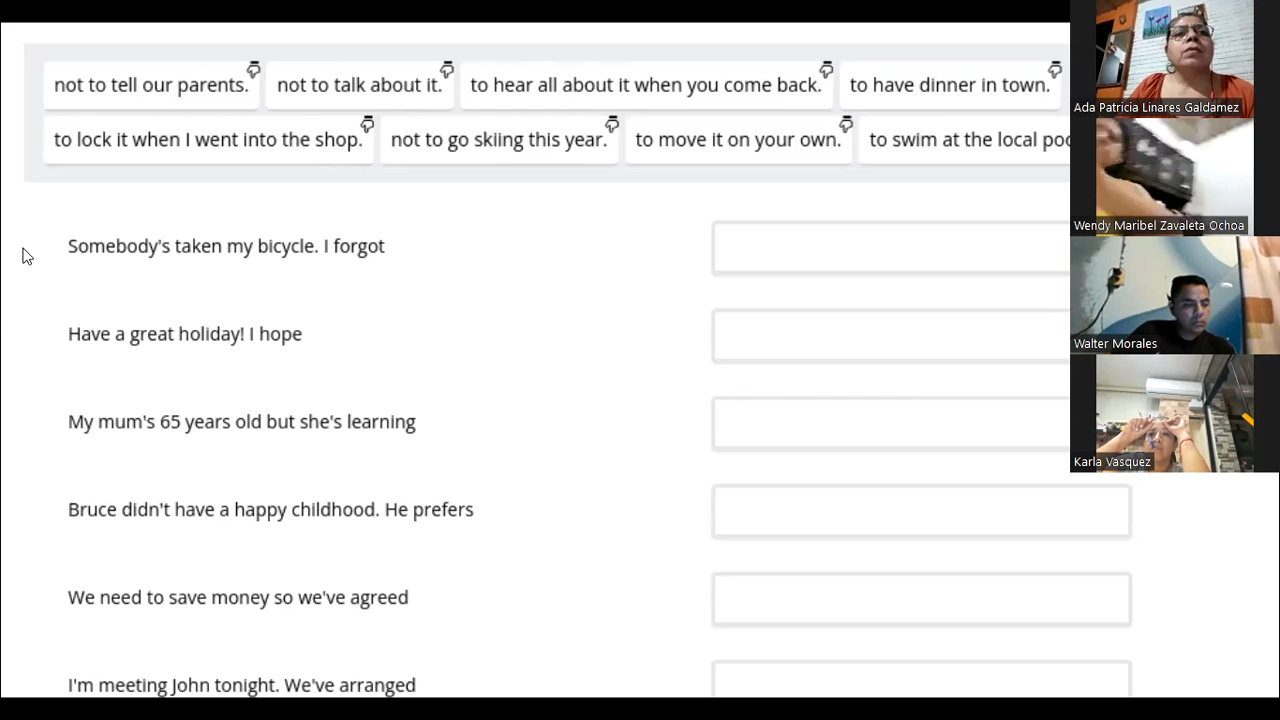 not to tell our parents. not to talk about it. to hear all about it when you come back. to have dinner in town.
to lock it when I went into the shop. not to go skiing this year. to move it on your own. to swim at the local
Somebody's taken my bicycle. I forgot
Have a great holiday! I hope
My mum's 65 years old but she's learning
Bruce didn't have a happy childhood. He prefers
We need to save money so we've agreed
I'm meeting John tonight. We've arranged
Ada Patricia Linares Galdamez
Wendy Maribel Zavaleta Ochoa
Walter Morales
Karla Vasquez